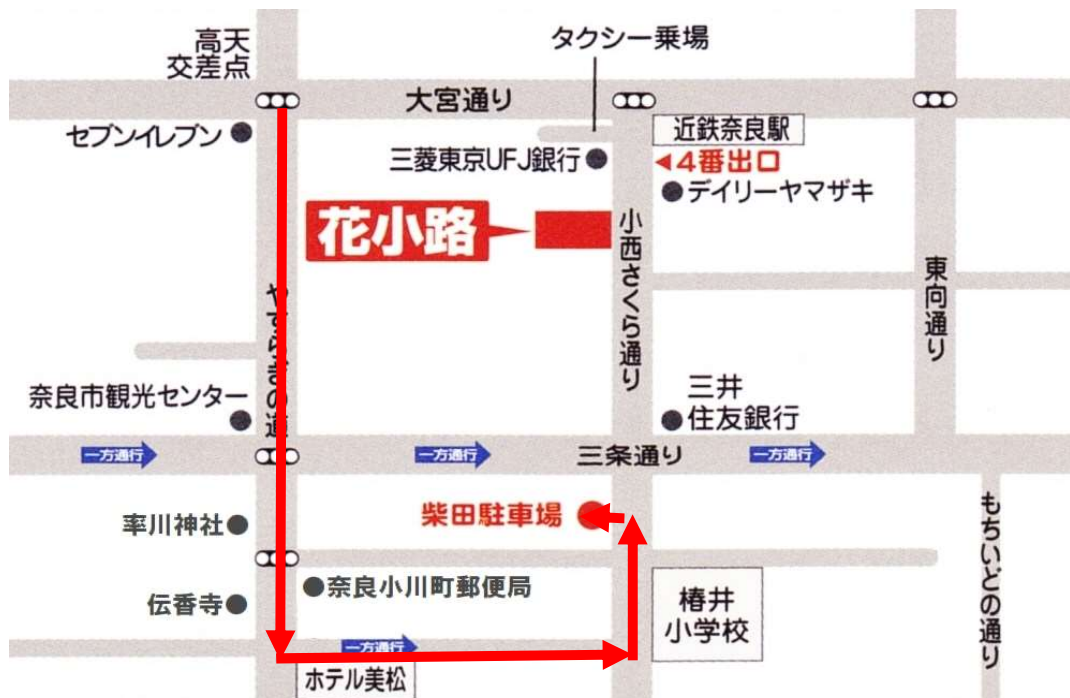 高天
交差点
タクシー乗場
大宮通り
セブンイレブン
三菱東京UFJ銀行
近鉄奈良駅
4番出口
デイリーヤマザキ
花小路
小西さくら通り
東向通り
やすらぎの道
奈良市観光センター
三井
住友銀行
一方通行
一方通行
三条通り
一方通行
率川神社
柴田駐車場
もちいどの通り
伝香寺
奈良小川町郵便局
椿井
小学校
一方通行
ホテル美松